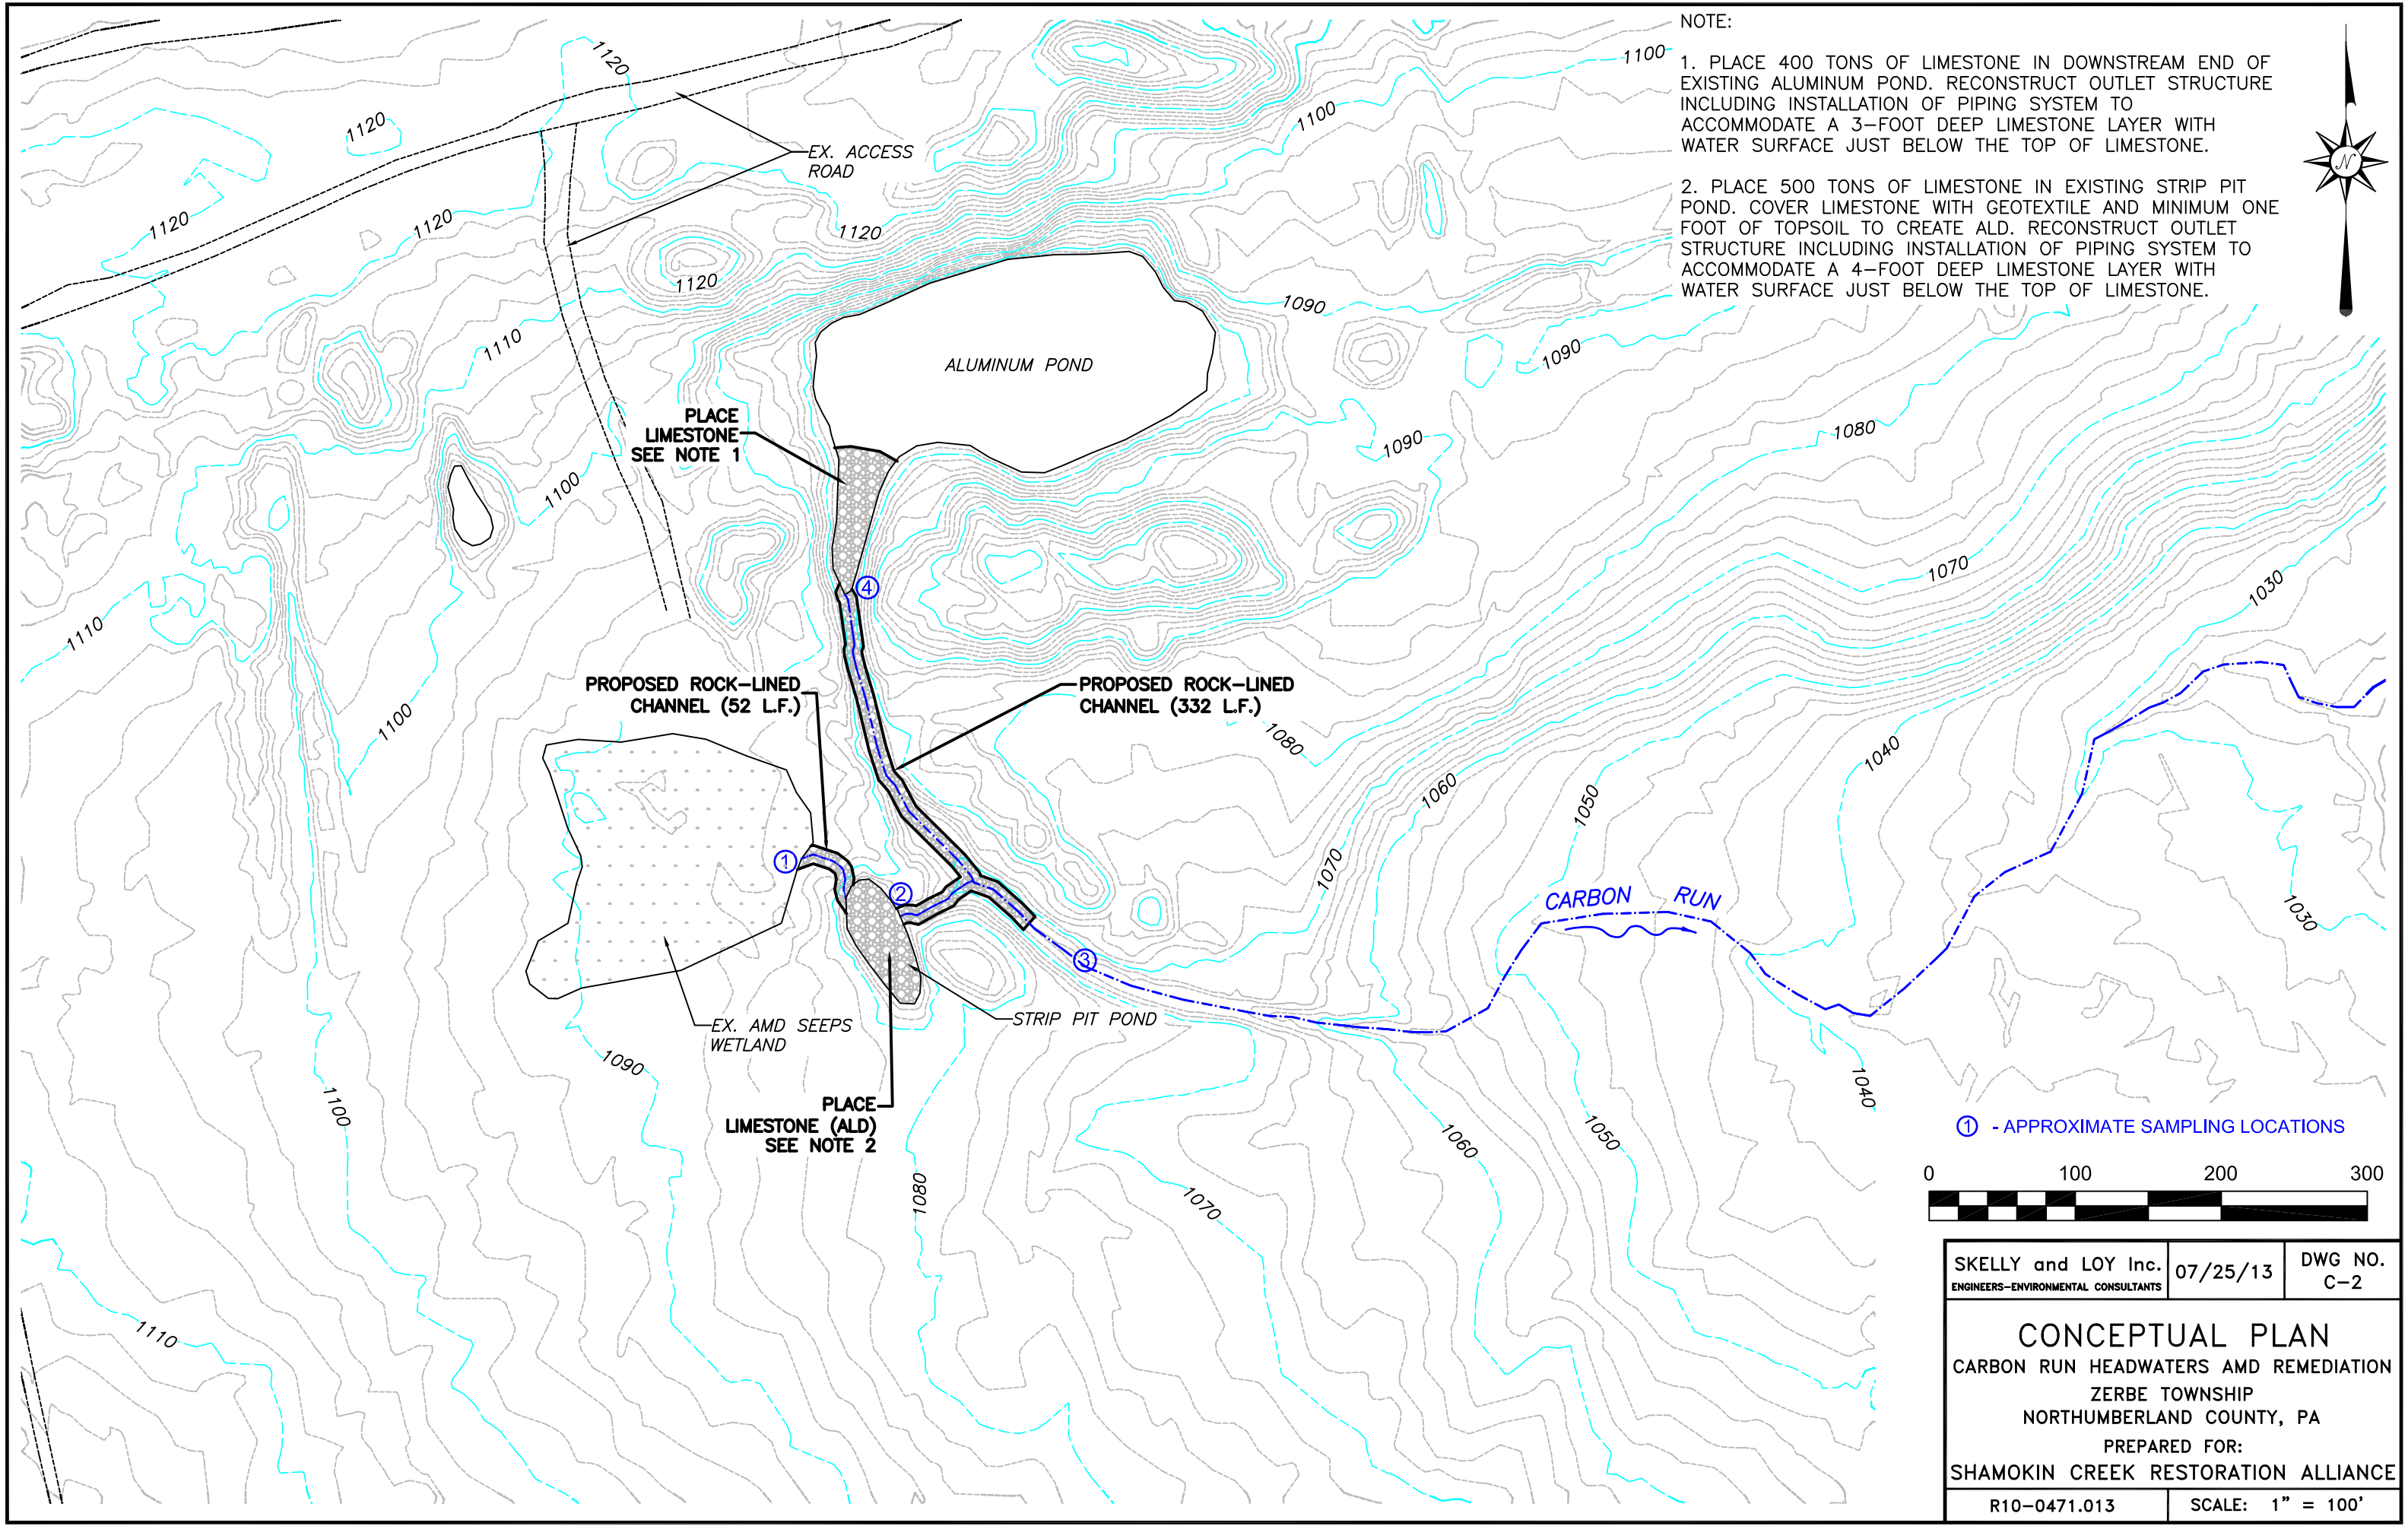 NOTE:
1. PLACE 400 TONS OF LIMESTONE IN DOWNSTREAM END OF
EXISTING ALUMINUM POND. RECONSTRUCT OUTLET STRUCTURE
INCLUDING INSTALLATION OF PIPING SYSTEM TO
ACCOMMODATE A 3-FOOT DEEP LIMESTONE LAYER WITH
WATER SURFACE JUST BELOW THE TOP OF LIMESTONE.
2. PLACE 500 TONS OF LIMESTONE IN EXISTING STRIP PIT
POND. COVER LIMESTONE WITH GEOTEXTILE AND MINIMUM ONE
FOOT OF TOPSOIL TO CREATE ALD. RECONSTRUCT OUTLET
STRUCTURE INCLUDING INSTALLATION OF PIPING SYSTEM TO
ACCOMMODATE A 4-FOOT DEEP LIMESTONE LAYER WITH
WATER SURFACE JUST BELOW THE TOP OF LIMESTONE.
N
1120
1100
1120
1100
EX. ACCESS
ROAD
1120
1120
1120
1120
1090
1110
1090
ALUMINUM POND
PLACE
LIMESTONE
SEE NOTE 1
1090
1080
1100
4
1070
1030
1110
PROPOSED ROCK-LINED
CHANNEL (52 L.F.)
PROPOSED ROCK-LINED
CHANNEL (332 L.F.)
1100
1080
1040
1060
1050
1
2
1070
CARBON RUN
1030
3
EX. AMD SEEPS
WETLAND
STRIP PIT POND
1090
1040
1100
PLACE
LIMESTONE (ALD)
SEE NOTE 2
1060
1050
1080
1070
1110
1 - APPROXIMATE SAMPLING LOCATIONS
0 100 200 300
SKELLY and LOY Inc.
ENGINEERS-ENVIRONMENTAL CONSULTANTS
07/25/13
DWG NO.
C-2
CONCEPTUAL PLAN
CARBON RUN HEADWATERS AMD REMEDIATION
ZERBE TOWNSHIP
NORTHUMBERLAND COUNTY, PA
PREPARED FOR:
SHAMOKIN CREEK RESTORATION ALLIANCE
R10-0471.013
SCALE: 1" = 100'